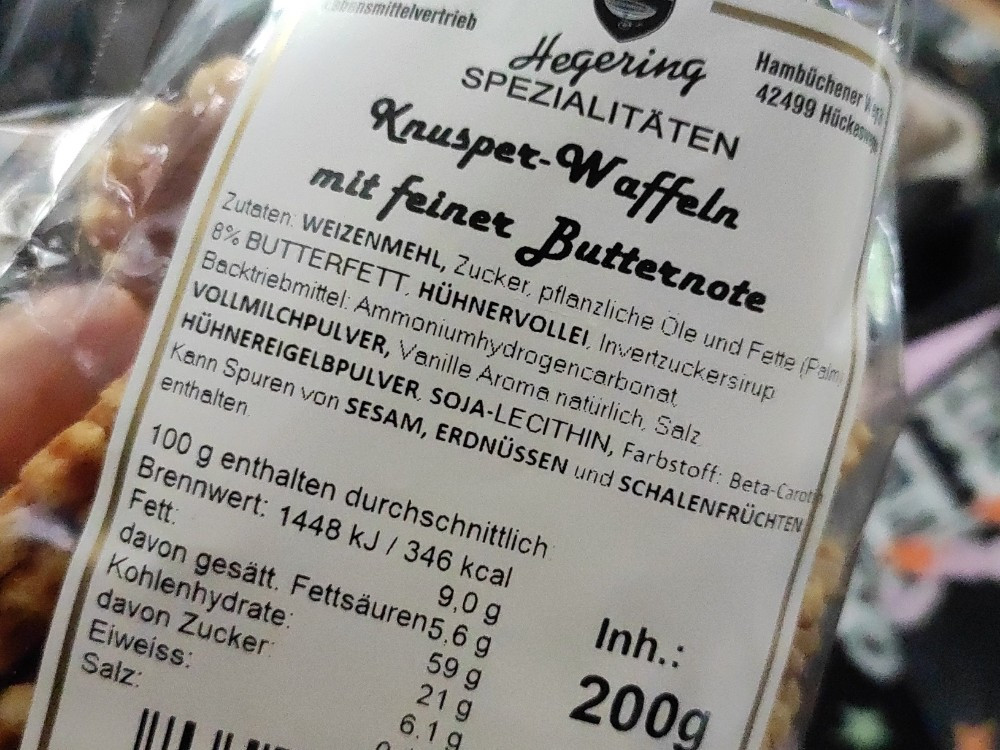 Lebensmittelvertrieb
Hegering
SPEZIALITÄTEN
Hambüchener
42499
Knusper-Waffeln
mit feiner Butternote
Zutaten: WEIZENMEHL, Zucker, pflanzliche Öle und Fette (Palm
8% BUTTERFETT, HÜHNERVOLLEI, Invertzuckersirup
Backtriebmittel: Ammoniumhydrogencarbonat,
VOLLMILCHPULVER, Vanille Aroma natürlich, Salz
HÜHNEREIGELBPULVER, SOJA-LECITHIN, Farbstoff: Beta-Carotin
Kann Spuren von SESAM, ERDNÜSSEN und SCHALENFRÜCHTEN
enthalten.
100 g enthalten durchschnittlich:
Brennwert: 1448 kJ / 346 kcal
Fett: 9,0 g
davon gesätt. Fettsäuren 5,6 g
Kohlenhydrate: 59 g
davon Zucker: 21 g
Eiweiss: 6,1 g
Salz:
Inh.:
200g